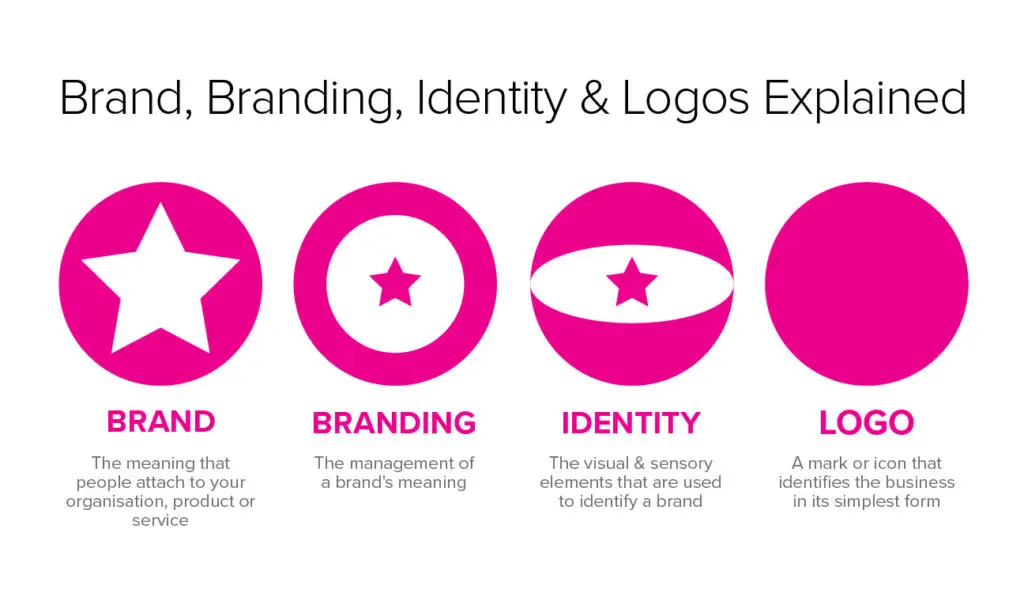 Brand, Branding, Identity & Logos Explained
BRAND
The meaning that
people attach to your
organisation, product or
service
BRANDING
The management of
a brand's meaning
IDENTITY
The visual & sensory
elements that are used
to identify a brand
LOGO
A mark or icon that
identifies the business
in its simplest form